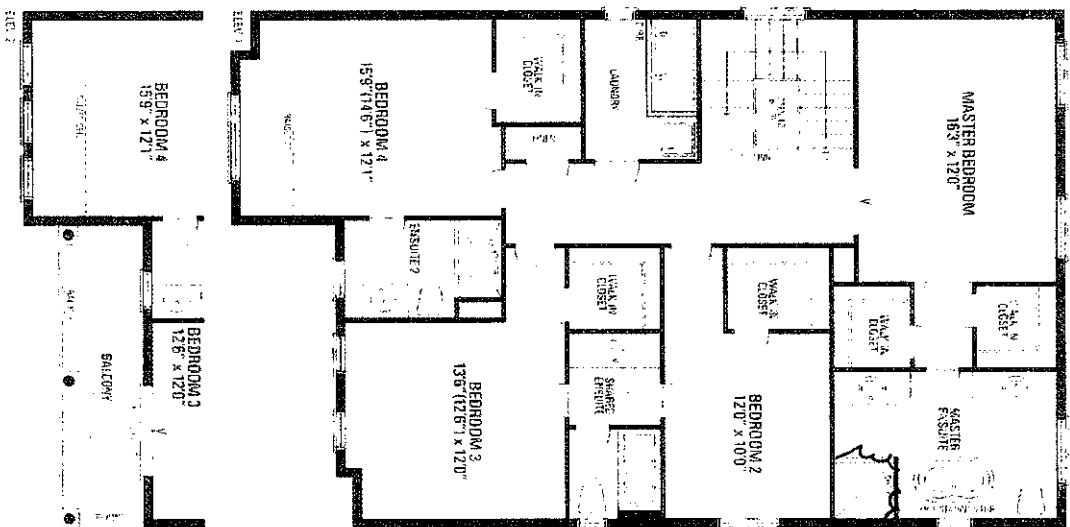 MASTER BEDROOM
16'3" x 12'0"
LAUNDRY
WALK IN
CLOSET
BEDROOM 4
15'9"(14'6") x 12'1"
BEDROOM 4
15'9" x 12'1"
WALK IN
CLOSET
WALK IN
CLOSET
WALK IN
CLOSET
WALK IN
CLOSET
ENSUITE 2
MASTER
ENSUITE
BEDROOM 2
12'0" x 10'0"
SHARED
ENSUITE
BEDROOM 3
13'6"(12'6") x 12'0"
BEDROOM 3
12'6" x 12'0"
BALCONY